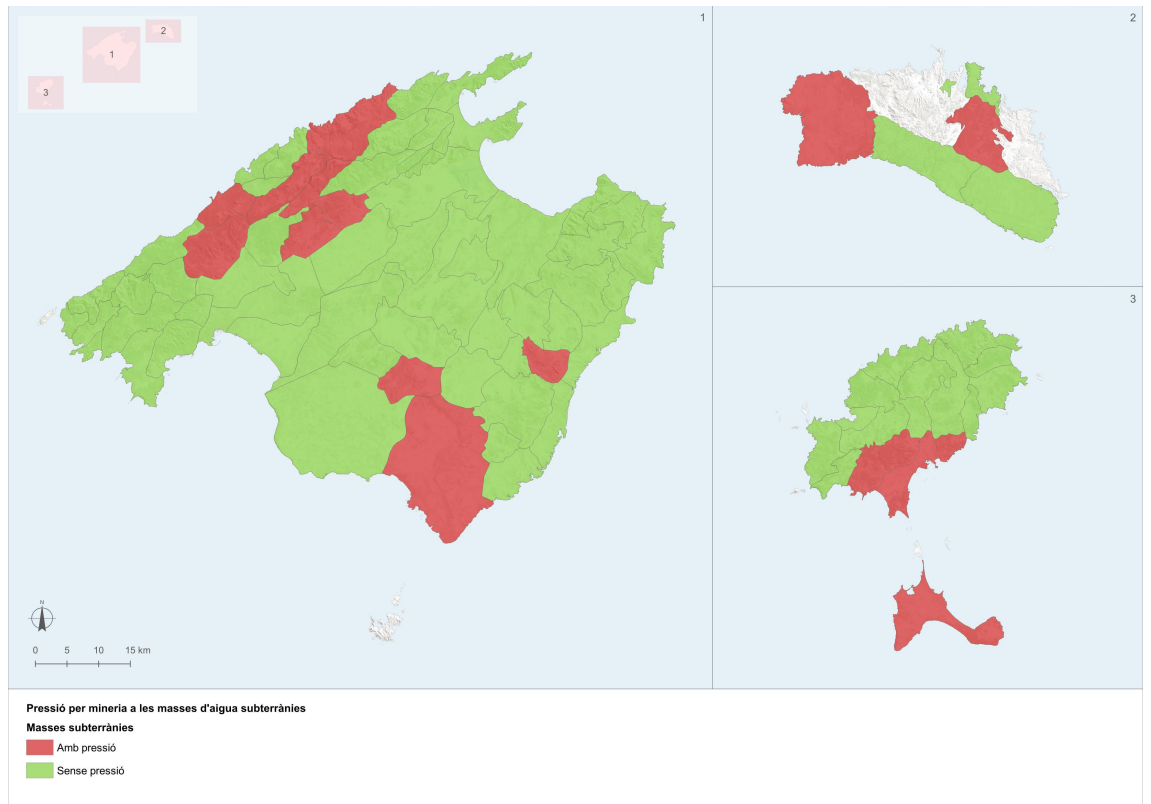 1
2
3
1
2
3
N
0 5 10 15 km
Pressió per mineria a les masses d'aigua subterrànies
Masses subterrànies
Amb pressió
Sense pressió